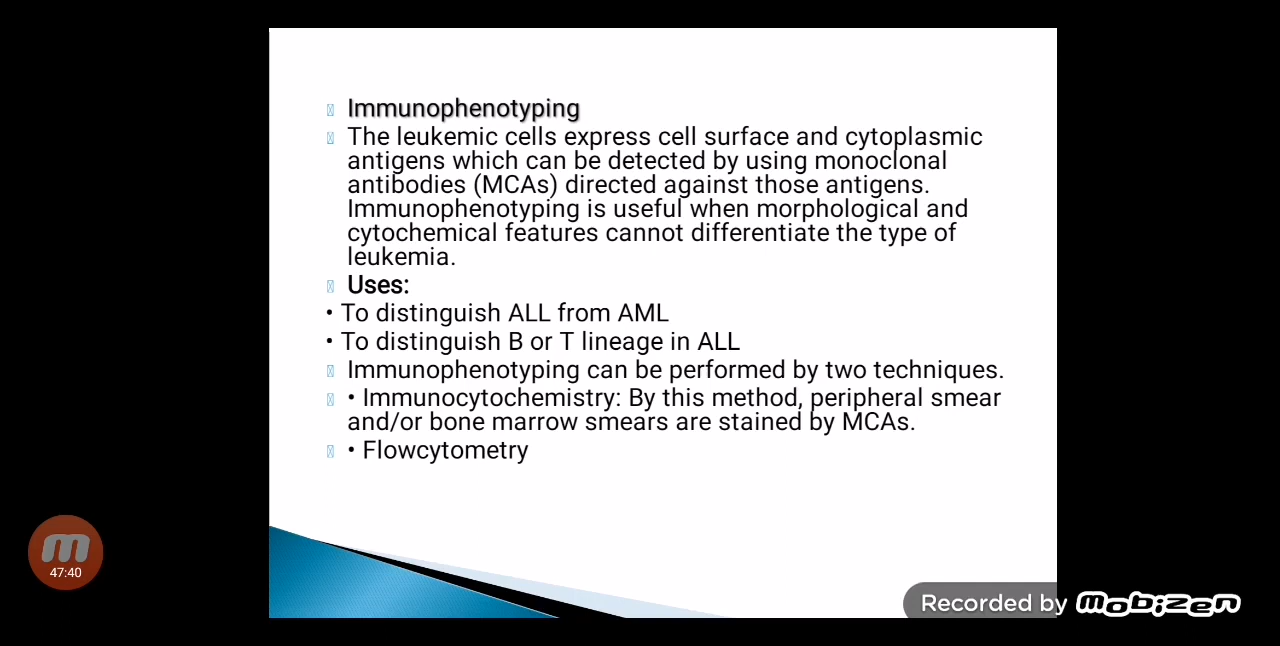 Immunophenotyping
The leukemic cells express cell surface and cytoplasmic
antigens which can be detected by using monoclonal
antibodies (MCAs) directed against those antigens.
Immunophenotyping is useful when morphological and
cytochemical features cannot differentiate the type of
leukemia.
Uses:
• To distinguish ALL from AML
• To distinguish B or T lineage in ALL
Immunophenotyping can be performed by two techniques.
• Immunocytochemistry: By this method, peripheral smear
and/or bone marrow smears are stained by MCAs.
• Flowcytometry
47:40
Recorded by mobizen